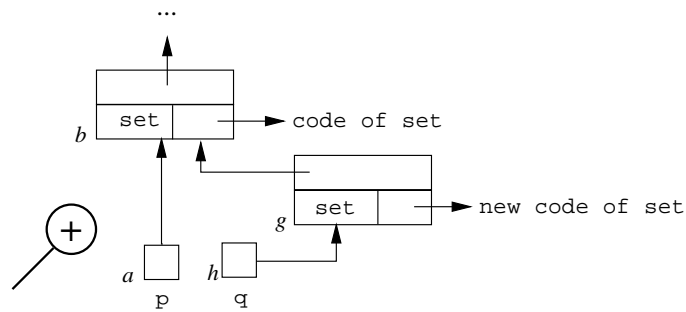 ...
set
code of set
b
set
new code of set
g
+
a
h
p
q